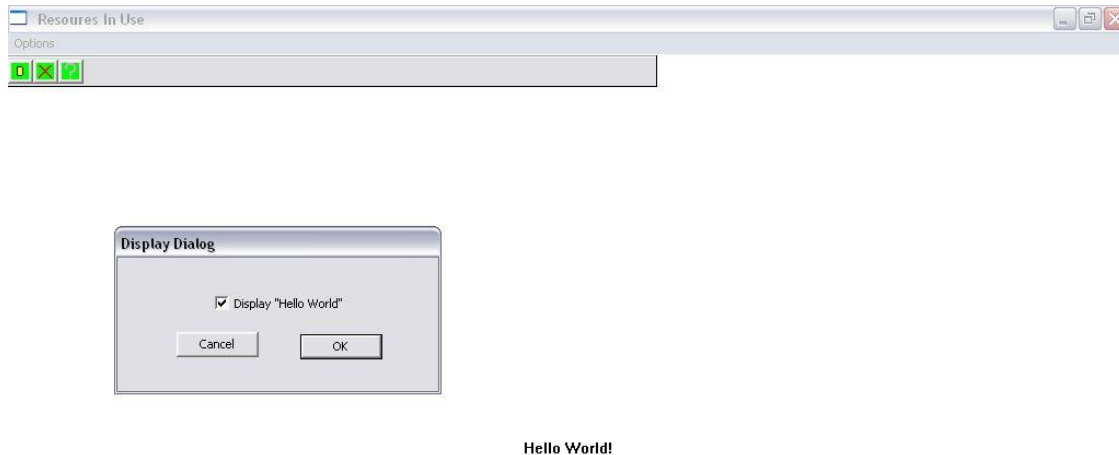 Resoures In Use
Options
D X ?
Display Dialog
Display "Hello World"
Cancel OK
Hello World!